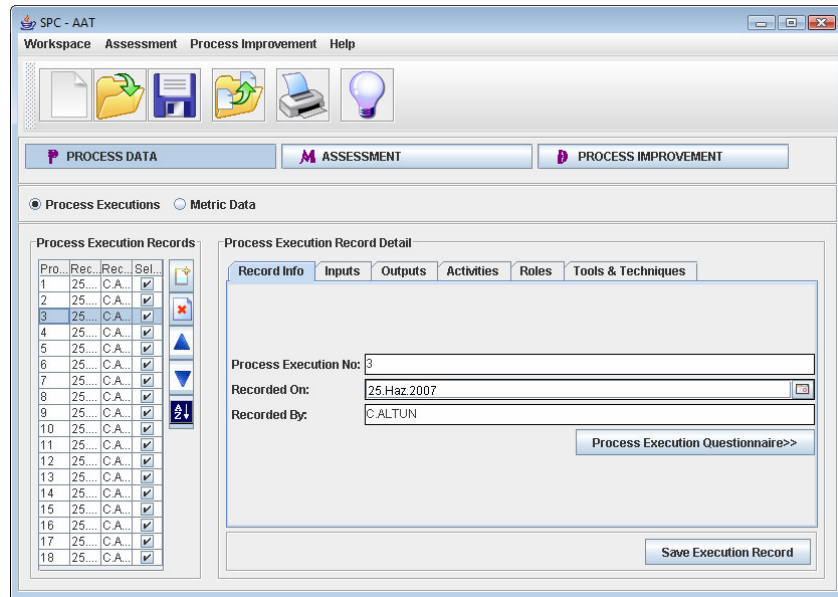 SPC - AAT
Workspace Assessment Process Improvement Help
P PROCESS DATA M ASSESSMENT D PROCESS IMPROVEMENT
Process Executions Metric Data
Process Execution Records
Pro... Rec... Rec... Sel...
1 25.... C.A...
2 25.... C.A...
3 25.... C.A...
4 25.... C.A...
5 25.... C.A...
6 25.... C.A...
7 25.... C.A...
8 25.... C.A...
9 25.... C.A...
10 25.... C.A...
11 25.... C.A...
12 25.... C.A...
13 25.... C.A...
14 25.... C.A...
15 25.... C.A...
16 25.... C.A...
17 25.... C.A...
18 25.... C.A...
A
Z
Process Execution Record Detail
Record Info Inputs Outputs Activities Roles Tools & Techniques
Process Execution No: 3
Recorded On: 25.Haz.2007
Recorded By: C.ALTUN
Process Execution Questionnaire>>
Save Execution Record